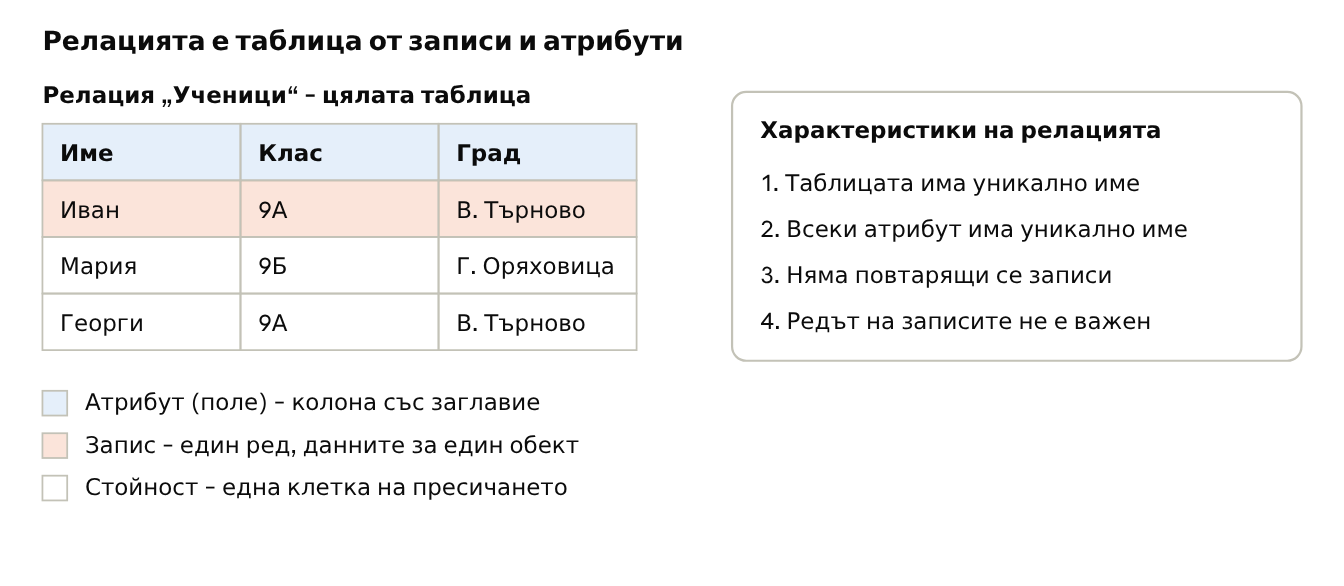 Релацията е таблица от записи и атрибути
Релация „Ученици“ – цялата таблица
Име Клас Град
Иван 9А В. Търново
Мария 9Б Г. Оряховица
Георги 9А В. Търново
Атрибут (поле) – колона със заглавие
Запис – един ред, данните за един обект
Стойност – една клетка на пресичането
Характеристики на релацията
1. Таблицата има уникално име
2. Всеки атрибут има уникално име
3. Няма повтарящи се записи
4. Редът на записите не е важен